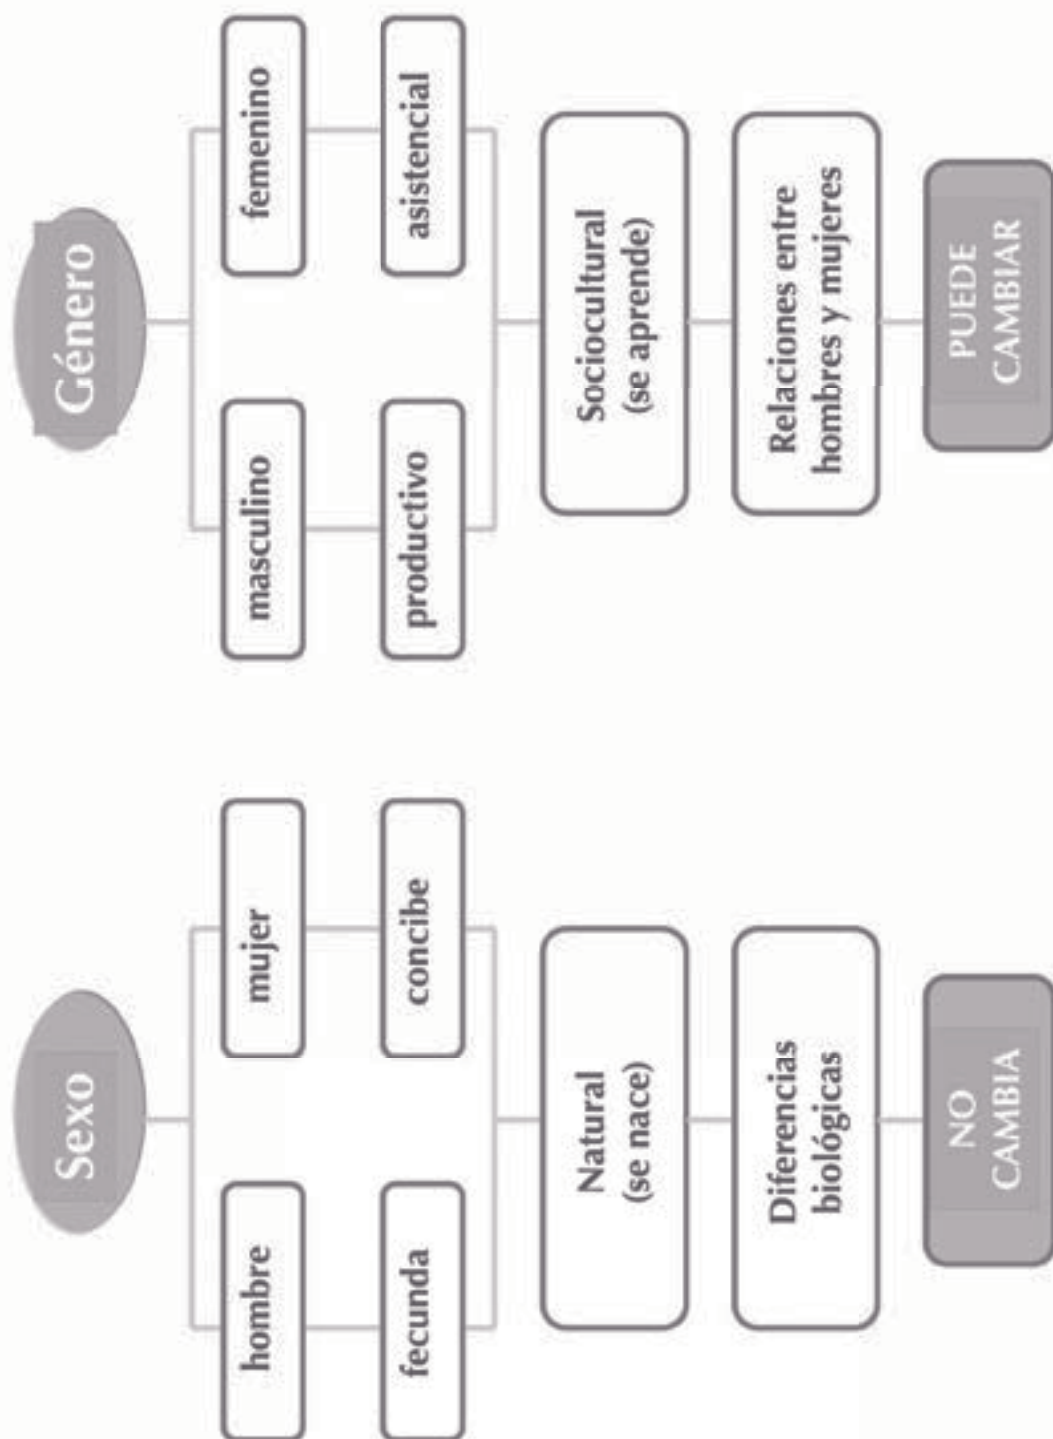 Sexo
hombre
mujer
fecunda
concibe
Natural
(se nace)
Diferencias
biológicas
NO
CAMBIA
Género
masculino
femenino
productivo
asistencial
Sociocultural
(se aprende)
Relaciones entre
hombres y mujeres
PUEDE
CAMBIAR